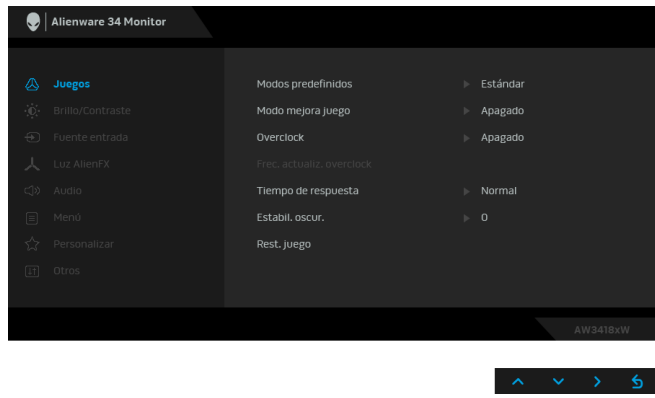 Alienware 34 Monitor
Juegos
Modos predefinidos Estándar
Brillo/Contraste
Modo mejora juego Apagado
Fuente entrada
Overclock Apagado
Luz AlienFX
Frec. actualiz. overclock
Audio
Tiempo de respuesta Normal
Menú
Estabil. oscur. 0
Personalizar
Rest. juego
Otros
AW3418xW